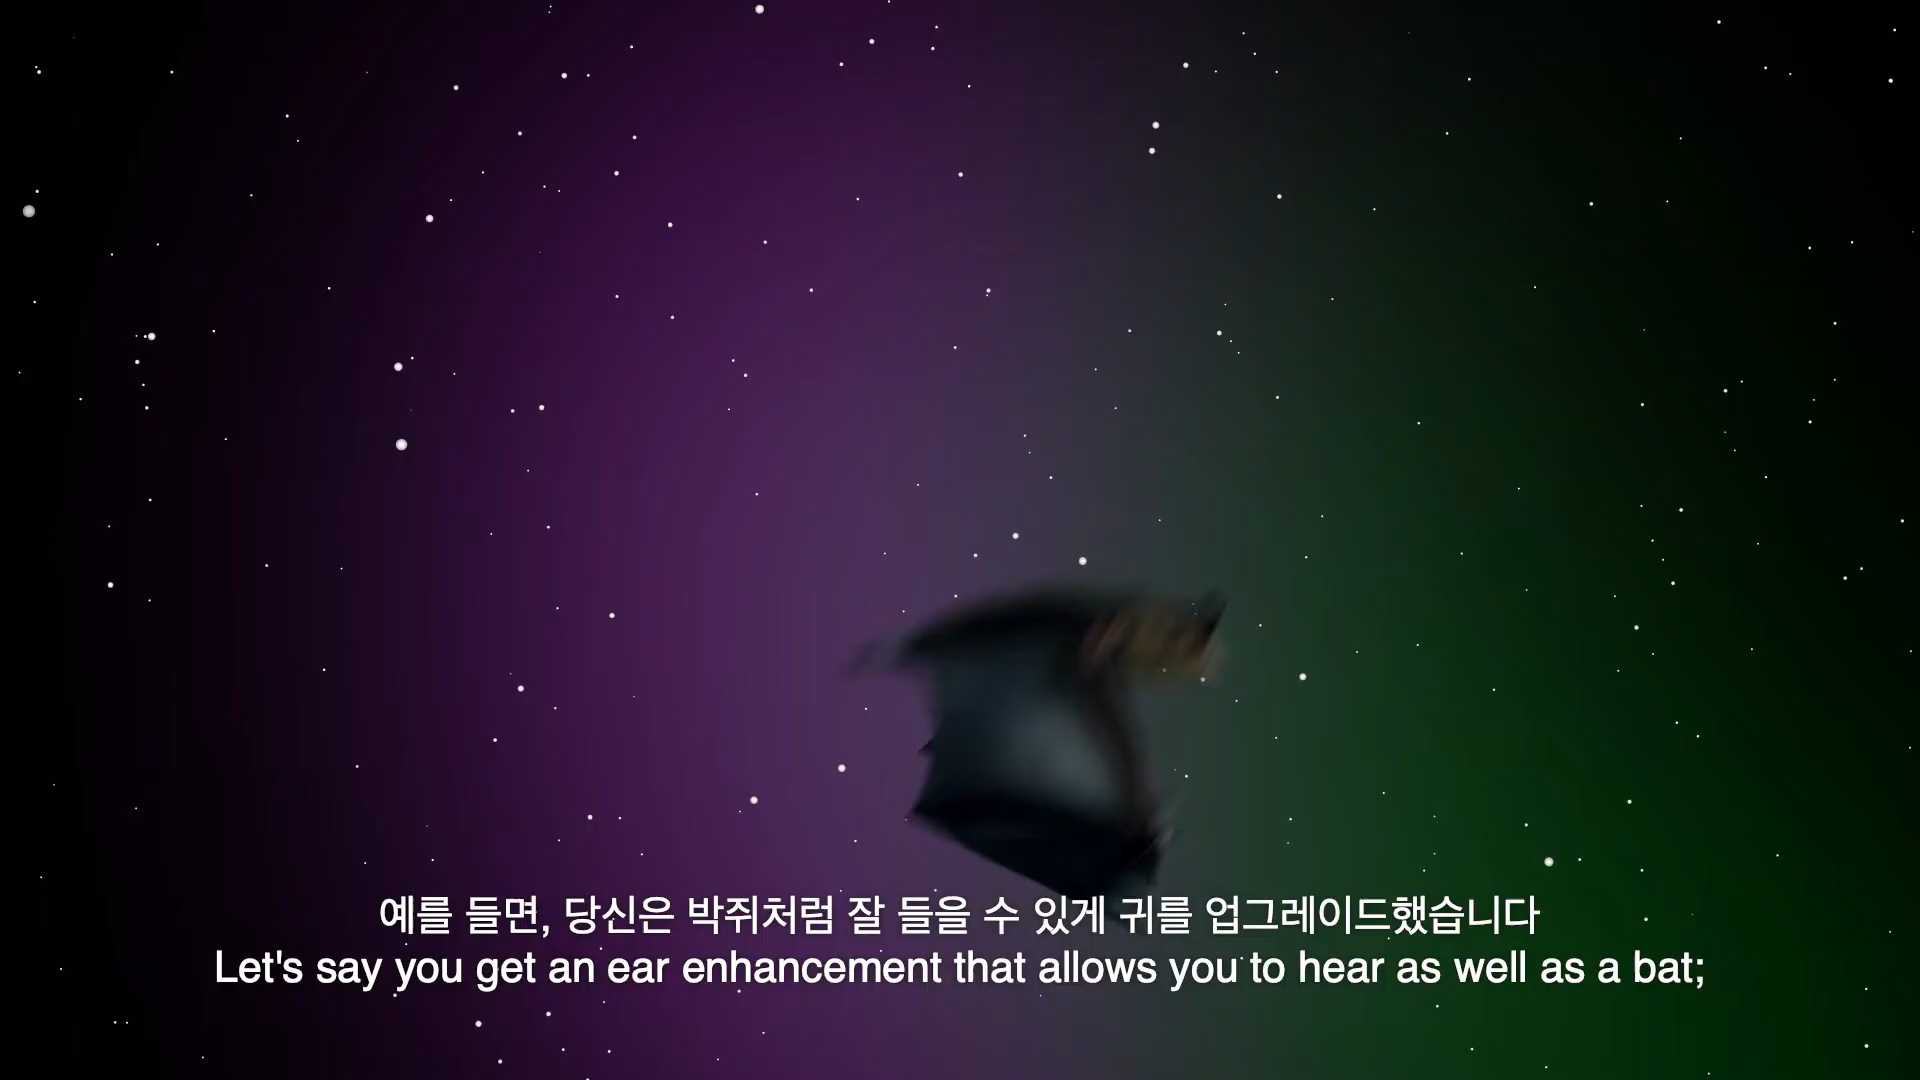 예를 들면, 당신은 박쥐처럼 잘 들을 수 있게 귀를 업그레이드했습니다
Let's say you get an ear enhancement that allows you to hear as well as a bat;